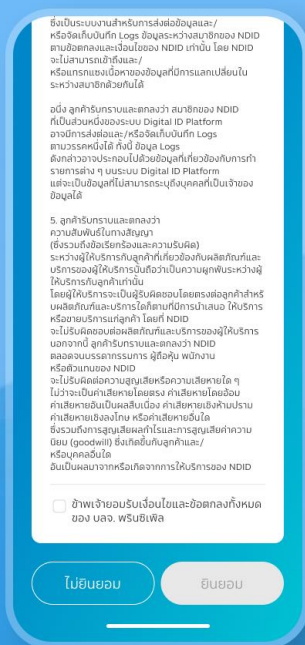 ซึ่งเป็นระบบงานสำหรับการส่งต่อข้อมูลและ/
หรือจัดเก็บบันทึก Logs ข้อมูลระหว่างสมาชิกของ NDID
ตามข้อตกลงและเงื่อนไขของ NDID เท่านั้น โดย NDID
จะไม่สามารถเข้าถึงและ/
หรือแทรกแซงเนื้อหาของข้อมูลที่มีการแลกเปลี่ยนใน
ระหว่างสมาชิกด้วยกันได้
อนึ่ง ลูกค้ารับทราบและตกลงว่า สมาชิกของ NDID
ที่เป็นส่วนหนึ่งของระบบ Digital ID Platform
อาจมีการส่งต่อและ/หรือจัดเก็บบันทึก Logs
ตามวรรคหนึ่งได้ ทั้งนี้ ข้อมูล Logs
ดังกล่าวอาจประกอบไปด้วยข้อมูลที่เกี่ยวข้องกับการทำ
รายการต่าง ๆ บนระบบ Digital ID Platform
แต่จะเป็นข้อมูลที่ไม่สามารถระบุถึงบุคคลที่เป็นเจ้าของ
ข้อมูลได้
5. ลูกค้ารับทราบและตกลงว่า
ความสัมพันธ์ในทางสัญญา
(ซึ่งรวมถึงข้อเรียกร้องและความรับผิด)
ระหว่างผู้ให้บริการกับลูกค้าที่เกี่ยวข้องกับผลิตภัณฑ์และ
บริการของผู้ให้บริการนั้นถือว่าเป็นความผูกพันระหว่างผู้
ให้บริการกับลูกค้าเท่านั้น
โดยผู้ให้บริการจะเป็นผู้รับผิดชอบโดยตรงต่อลูกค้าสำหรั
บผลิตภัณฑ์และบริการใดก็ตามที่มีการนำเสนอ ให้บริการ
หรือขายบริการแก่ลูกค้า โดยที่ NDID
จะไม่รับผิดชอบต่อผลิตภัณฑ์และบริการของผู้ให้บริการ
นอกจากนี้ ลูกค้ารับทราบและตกลงว่า NDID
ตลอดจนบรรดากรรมการ ผู้ถือหุ้น พนักงาน
หรือตัวแทนของ NDID
จะไม่รับผิดต่อความสูญเสียหรือความเสียหายใด ๆ
ไม่ว่าจะเป็นค่าเสียหายโดยตรง ค่าเสียหายโดยอ้อม
ค่าเสียหายอันเป็นผลสืบเนื่อง ค่าเสียหายเชิงห้ามปราม
ค่าเสียหายเชิงลงโทษ หรือค่าเสียหายอื่นใด
ซึ่งรวมถึงการสูญเสียผลกำไรและการสูญเสียค่าความ
นิยม (goodwill) ซึ่งเกิดขึ้นกับลูกค้าและ/
หรือบุคคลอื่นใด
อันเป็นผลมาจากหรือเกิดจากการให้บริการของ NDID
ข้าพเจ้ายอมรับเงื่อนไขและข้อตกลงทั้งหมด
ของ บลจ. พรินซิเพิล
ไม่ยินยอม
ยินยอม